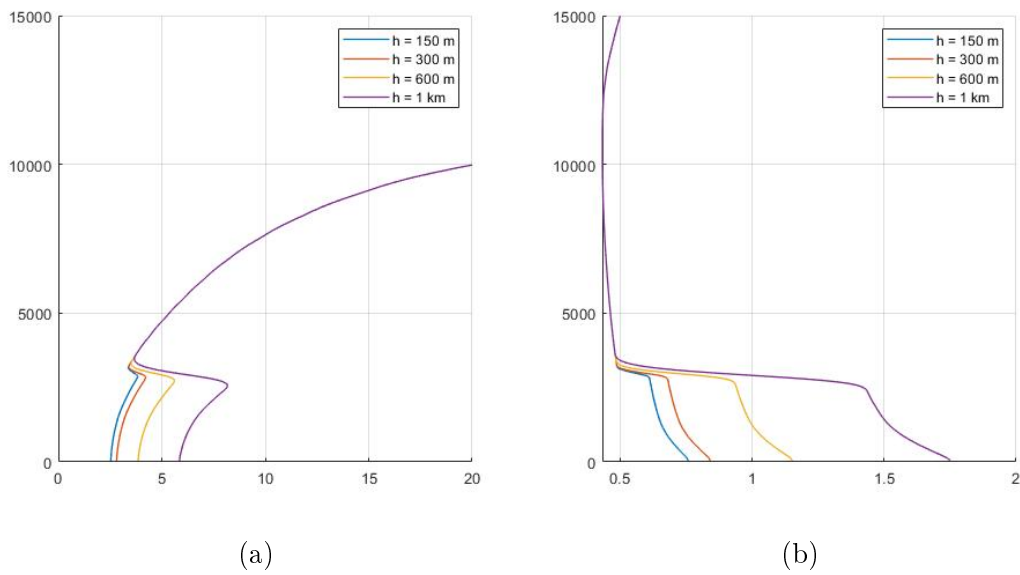 15000
10000
5000
0
0
5
10
15
20
h = 150 m
h = 300 m
h = 600 m
h = 1 km
(a)
15000
10000
5000
0
0.5
1
1.5
2
h = 150 m
h = 300 m
h = 600 m
h = 1 km
(b)